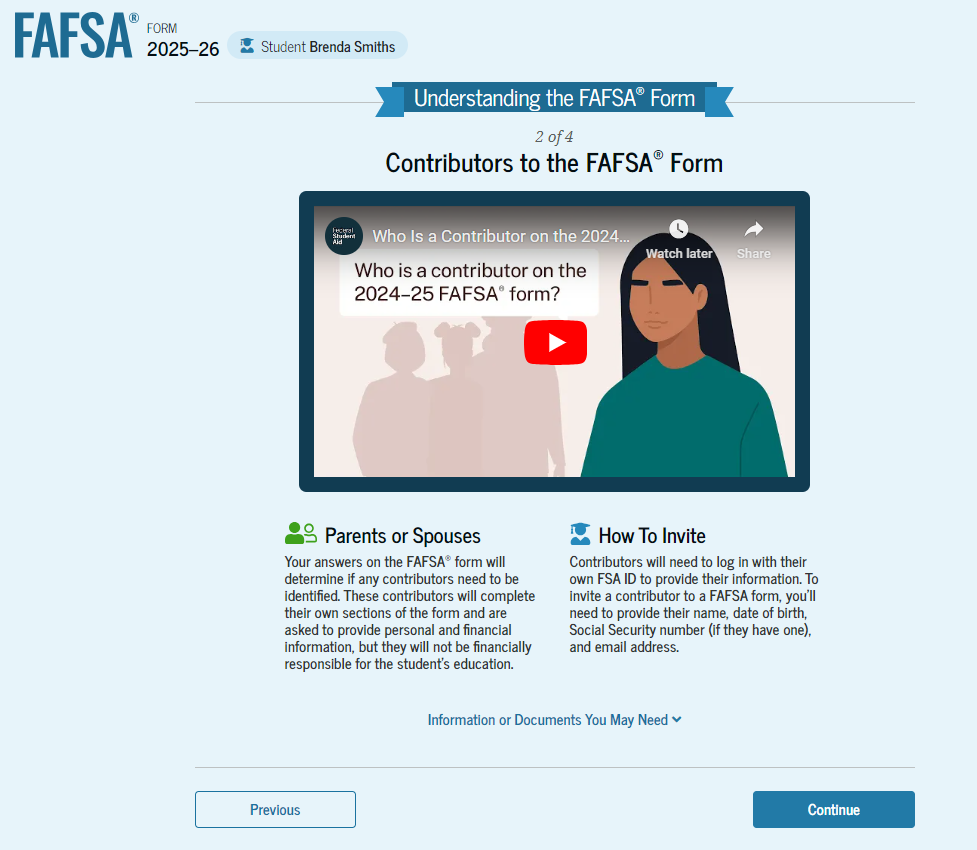 FAFSA®
FORM
2025–26
Student Brenda Smiths
Understanding the FAFSA® Form
2 of 4
Contributors to the FAFSA® Form
Federal
Student
Aid
Who Is a Contributor on the 2024...
Watch later
Share
Who is a contributor on the
2024–25 FAFSA® form?
Parents or Spouses
Your answers on the FAFSA® form will
determine if any contributors need to be
identified. These contributors will complete
their own sections of the form and are
asked to provide personal and financial
information, but they will not be financially
responsible for the student's education.
How To Invite
Contributors will need to log in with their
own FSA ID to provide their information. To
invite a contributor to a FAFSA form, you'll
need to provide their name, date of birth,
Social Security number (if they have one),
and email address.
Information or Documents You May Need
Previous
Continue